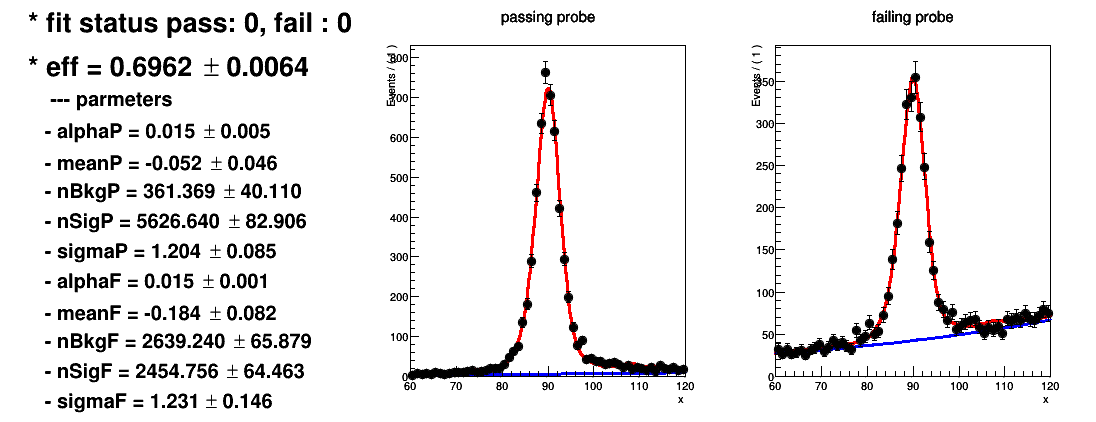 * fit status pass: 0, fail : 0
* eff = 0.6962 ± 0.0064
--- parmeters
- alphaP = 0.015 ± 0.005
- meanP = -0.052 ± 0.046
- nBkgP = 361.369 ± 40.110
- nSigP = 5626.640 ± 82.906
- sigmaP = 1.204 ± 0.085
- alphaF = 0.015 ± 0.001
- meanF = -0.184 ± 0.082
- nBkgF = 2639.240 ± 65.879
- nSigF = 2454.756 ± 64.463
- sigmaF = 1.231 ± 0.146
passing probe
Events / ( 1 )
800
700
600
500
400
300
200
100
0
60 70 80 90 100 110 120
x
failing probe
Events / ( 1 )
350
300
250
200
150
100
50
0
60 70 80 90 100 110 120
x